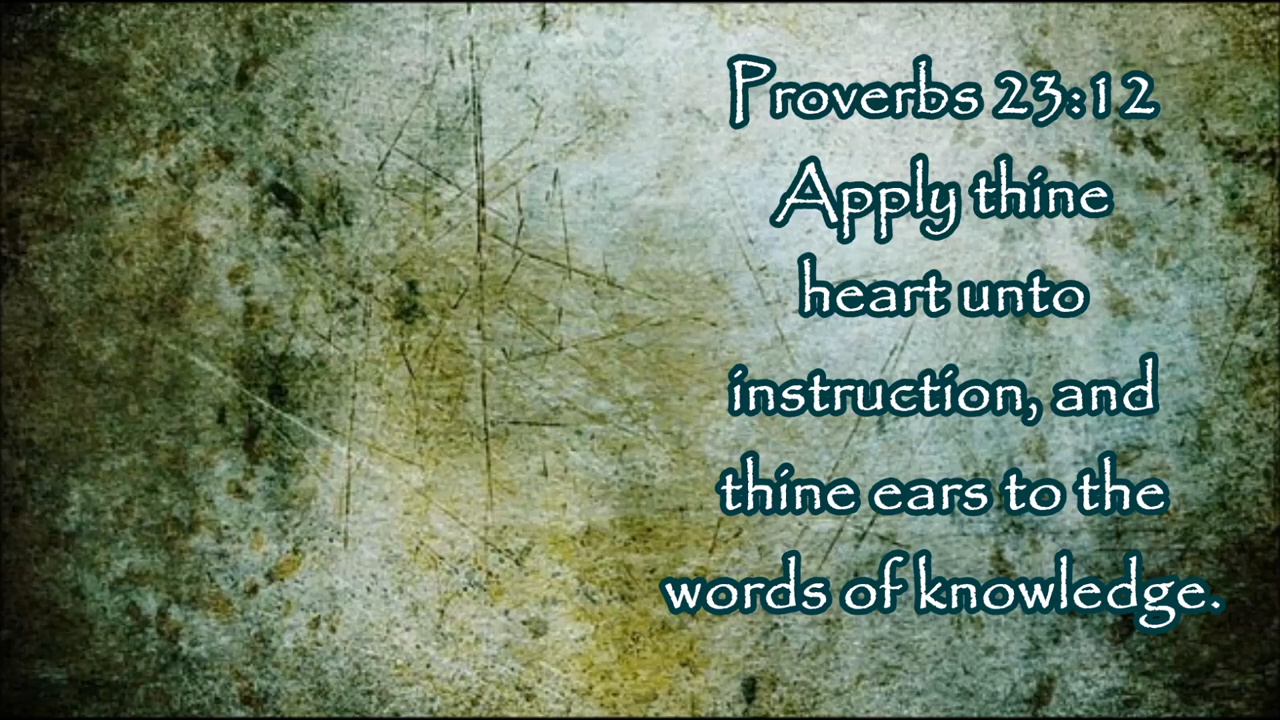 Proverbs 23:12
Apply thine
heart unto
instruction, and
thine ears to the
words of knowledge.